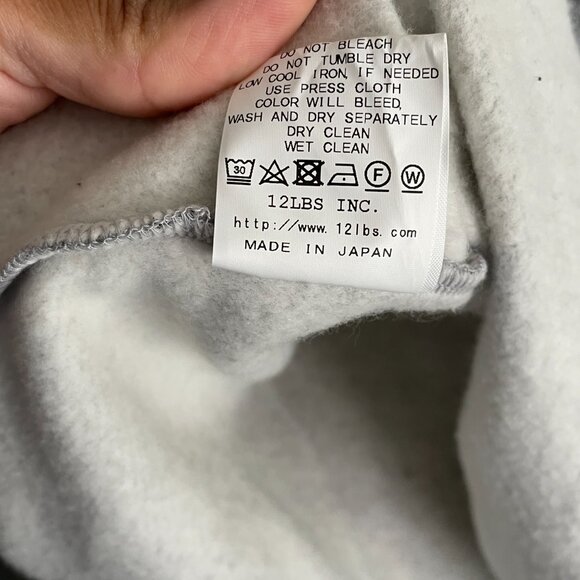 DO NOT BLEACH
DO NOT TUMBLE DRY
LOW COOL IRON, IF NEEDED
USE PRESS CLOTH
COLOR WILL BLEED,
WASH AND DRY SEPARATELY
DRY CLEAN
WET CLEAN
30 F W
12LBS INC.
http://www.12lbs.com
MADE IN JAPAN